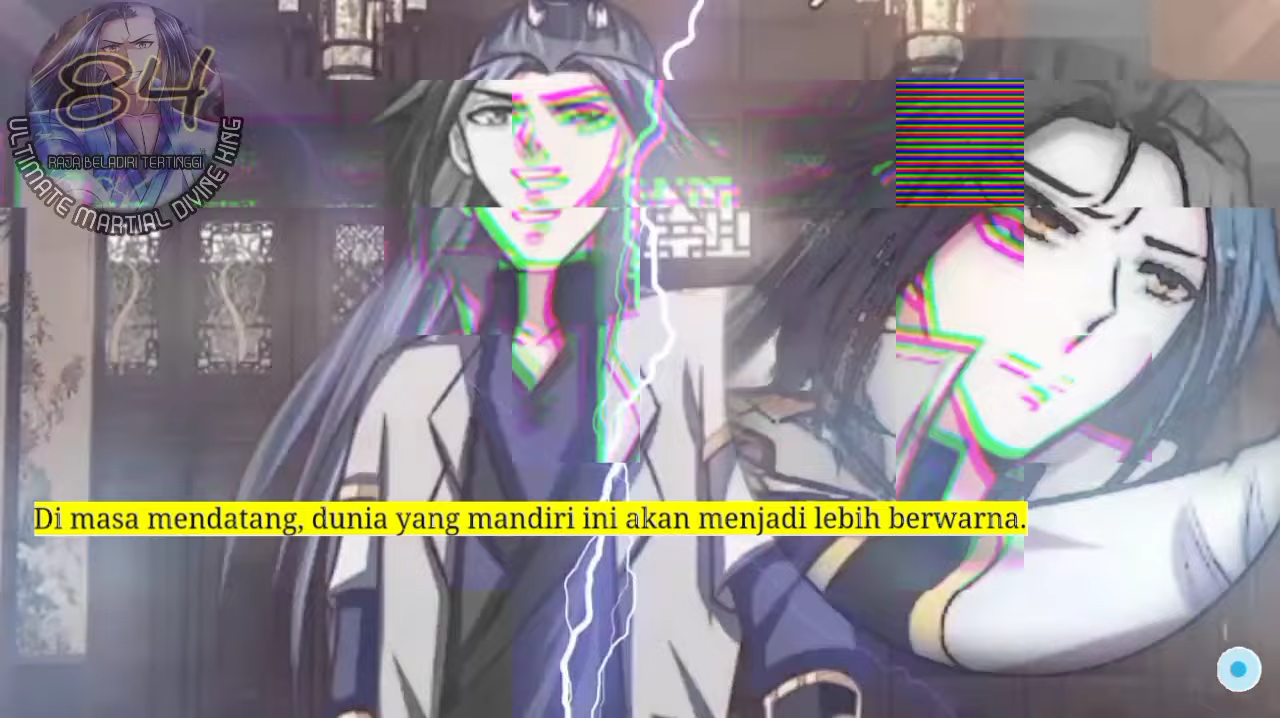 84
RAJA BELADIRI TERTINGGI
ULTIMATE MARTIAL DIVINE KING
Di masa mendatang, dunia yang mandiri ini akan menjadi lebih berwarna.